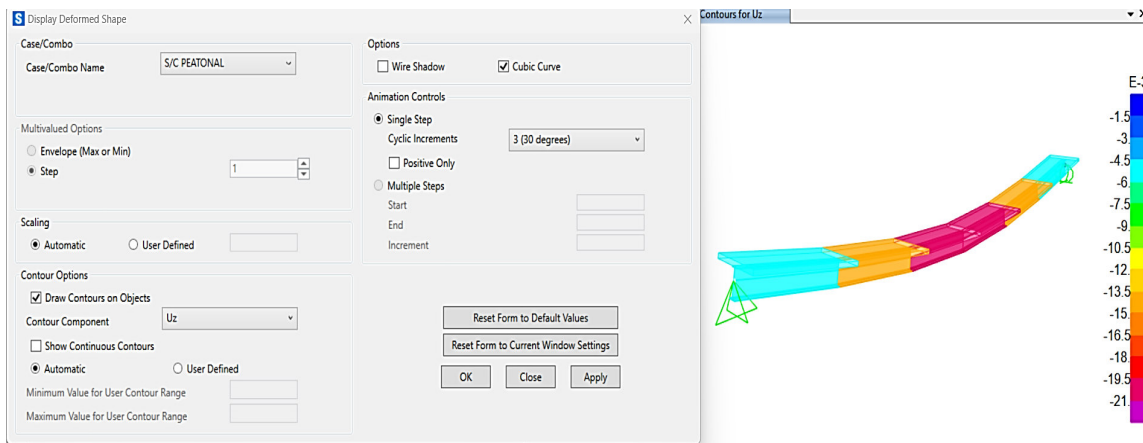 S Display Deformed Shape
Case/Combo
Case/Combo Name
S/C PEATONAL
Multivalued Options
Envelope (Max or Min)
Step
1
Scaling
Automatic
User Defined
Contour Options
Draw Contours on Objects
Contour Component
Uz
Show Continuous Contours
Automatic
User Defined
Minimum Value for User Contour Range
Maximum Value for User Contour Range
Options
Wire Shadow
Cubic Curve
Animation Controls
Single Step
Cyclic Increments
3 (30 degrees)
Positive Only
Multiple Steps
Start
End
Increment
Reset Form to Default Values
Reset Form to Current Window Settings
OK
Close
Apply
Contours for Uz
E-3
-1.5
-3.
-4.5
-6.
-7.5
-9.
-10.5
-12.
-13.5
-15.
-16.5
-18.
-19.5
-21.